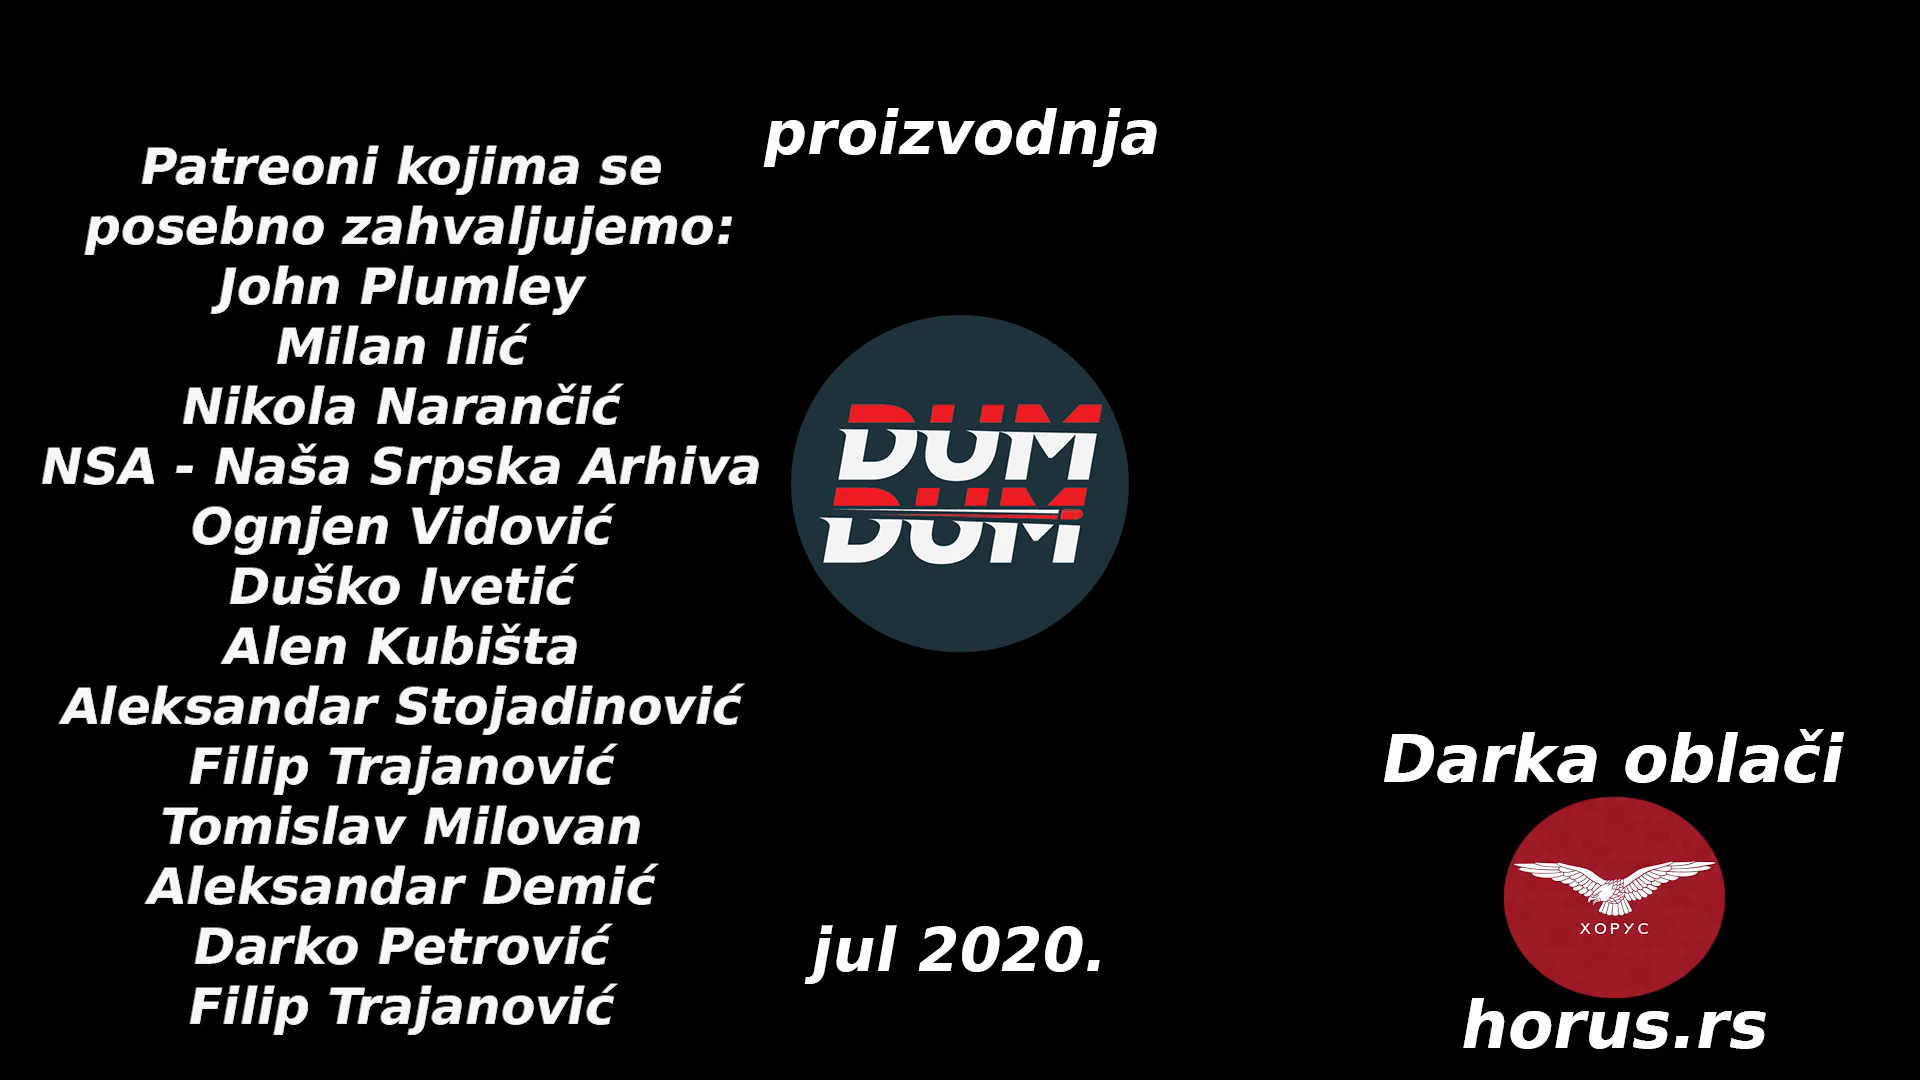 Patreoni kojima se
posebno zahvaljujemo:
John Plumley
Milan Ilić
Nikola Narančić
NSA - Naša Srpska Arhiva
Ognjen Vidović
Duško Ivetić
Alen Kubišta
Aleksandar Stojadinović
Filip Trajanović
Tomislav Milovan
Aleksandar Demić
Darko Petrović
Filip Trajanović
proizvodnja
DUM
DUM
jul 2020.
Darka oblači
ХОРУС
horus.rs